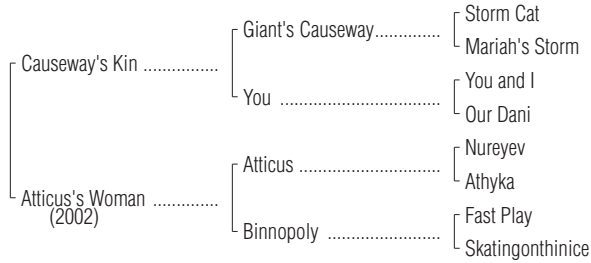 Storm Cat
Giant's Causeway..............
Mariah's Storm
Causeway's Kin ...............
You and I
You ................................
Our Dani
Nureyev
Atticus ............................
Athyka
Atticus's Woman .............
(2002)
Fast Play
Binnopoly ......................
Skatingonthinice